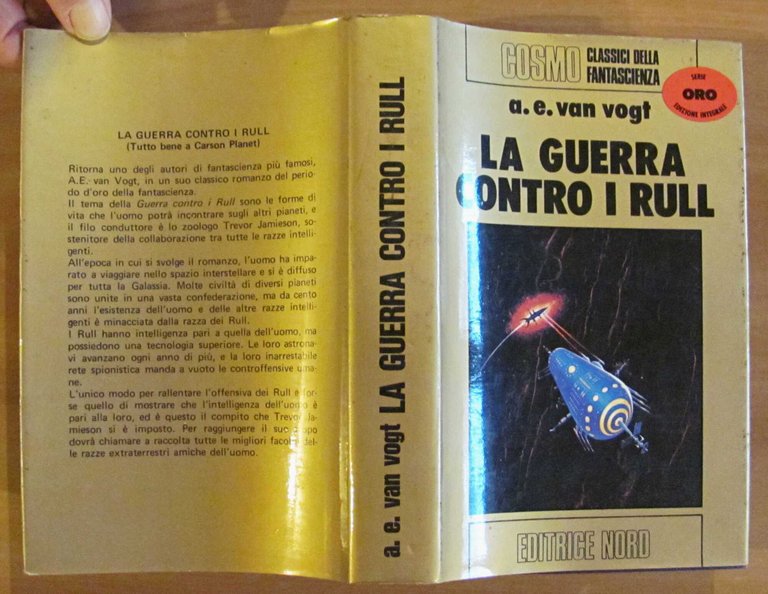 LA GUERRA CONTRO I RULL
(Tutto bene a Carson Planet)
Ritorna uno degli autori di fantascienza più famosi,
A.E. van Vogt, in un suo classico romanzo del perio-
do d'oro della fantascienza.
Il tema della Guerra contro i Rull sono le forme di
vita che l'uomo potrà incontrare sugli altri pianeti, e
il filo conduttore è lo zoologo Trevor Jamieson, so-
stenitore della collaborazione tra tutte le razze intelli-
genti.
All'epoca in cui si svolge il romanzo, l'uomo ha impa-
rato a viaggiare nello spazio interstellare e si è diffuso
per tutta la Galassia. Molte civiltà di diversi pianeti
sono unite in una vasta confederazione, ma da cento
anni l'esistenza dell'uomo e delle altre razze intelli-
genti è minacciata dalla razza dei Rull.
I Rull hanno intelligenza pari a quella dell'uomo, ma
possiedono una tecnologia superiore. Le loro astrona-
vi avanzano ogni anno di più, e la loro inarrestabile
rete spionistica manda a vuoto le controffensive uma-
ne.
L'unico modo per rallentare l'offensiva dei Rull è for-
se quello di mostrare che l'intelligenza dell'uomo è
pari alla loro, ed è questo il compito che Trevor Ja-
mieson si è imposto. Per raggiungere il suo scopo
dovrà chiamare a raccolta tutte le migliori facoltà del-
le razze extraterrestri amiche dell'uomo.
a. e. van vogt LA GUERRA CONTRO I RULL
COSMO CLASSICI DELLA
FANTASCIENZA
SERIE
ORO
EDIZIONE INTEGRALE
a. e. van vogt
LA GUERRA
CONTRO I RULL
EDITRICE NORD